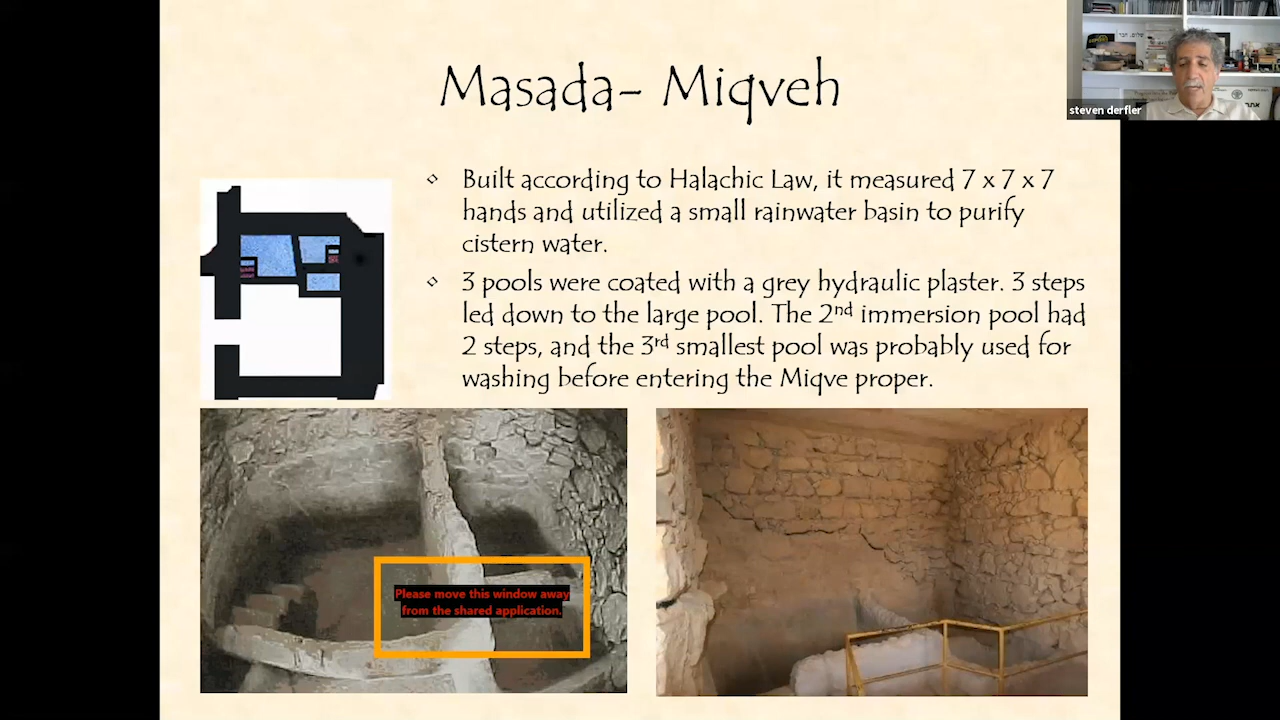 Masada- Miqveh
steven derfler
◊ Built according to Halachic Law, it measured 7 x 7 x 7
hands and utilized a small rainwater basin to purify
cistern water.
◊ 3 pools were coated with a grey hydraulic plaster. 3 steps
led down to the large pool. The 2nd immersion pool had
2 steps, and the 3rd smallest pool was probably used for
washing before entering the Miqve proper.
Please move this window away
from the shared application.